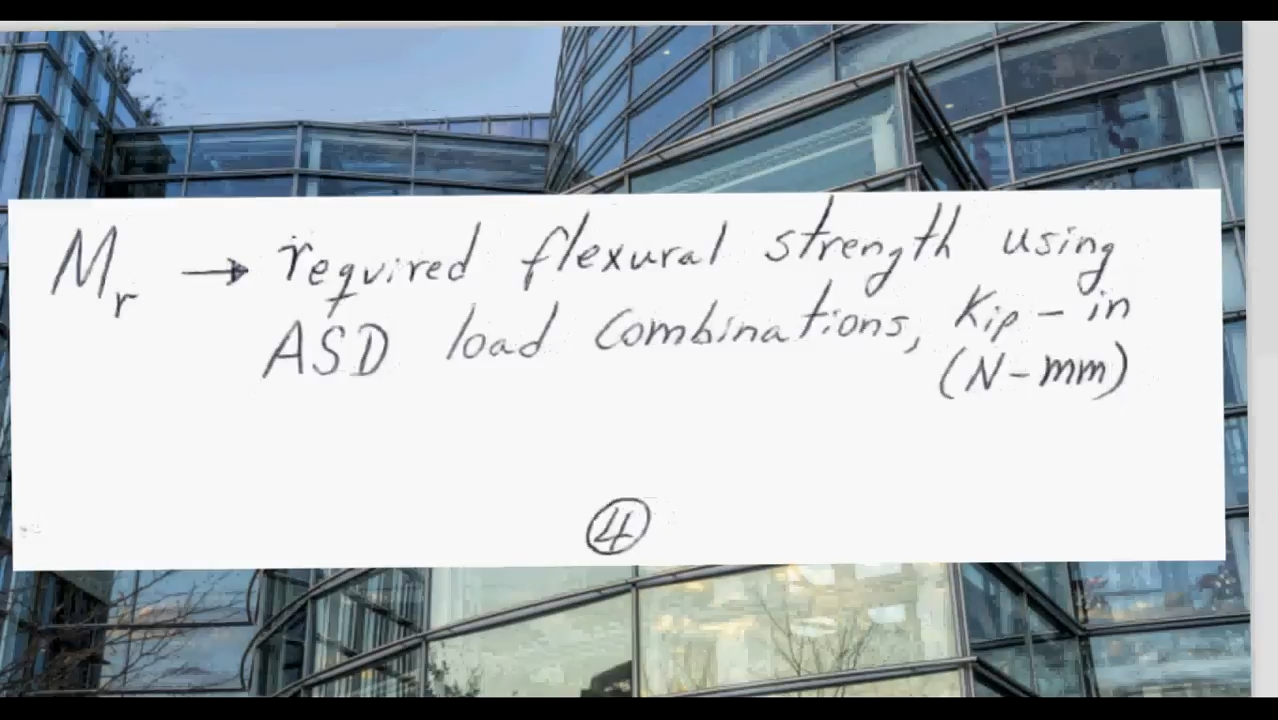 Mr → required flexural strength using
ASD load combinations, Kip-in
(N-mm)
4